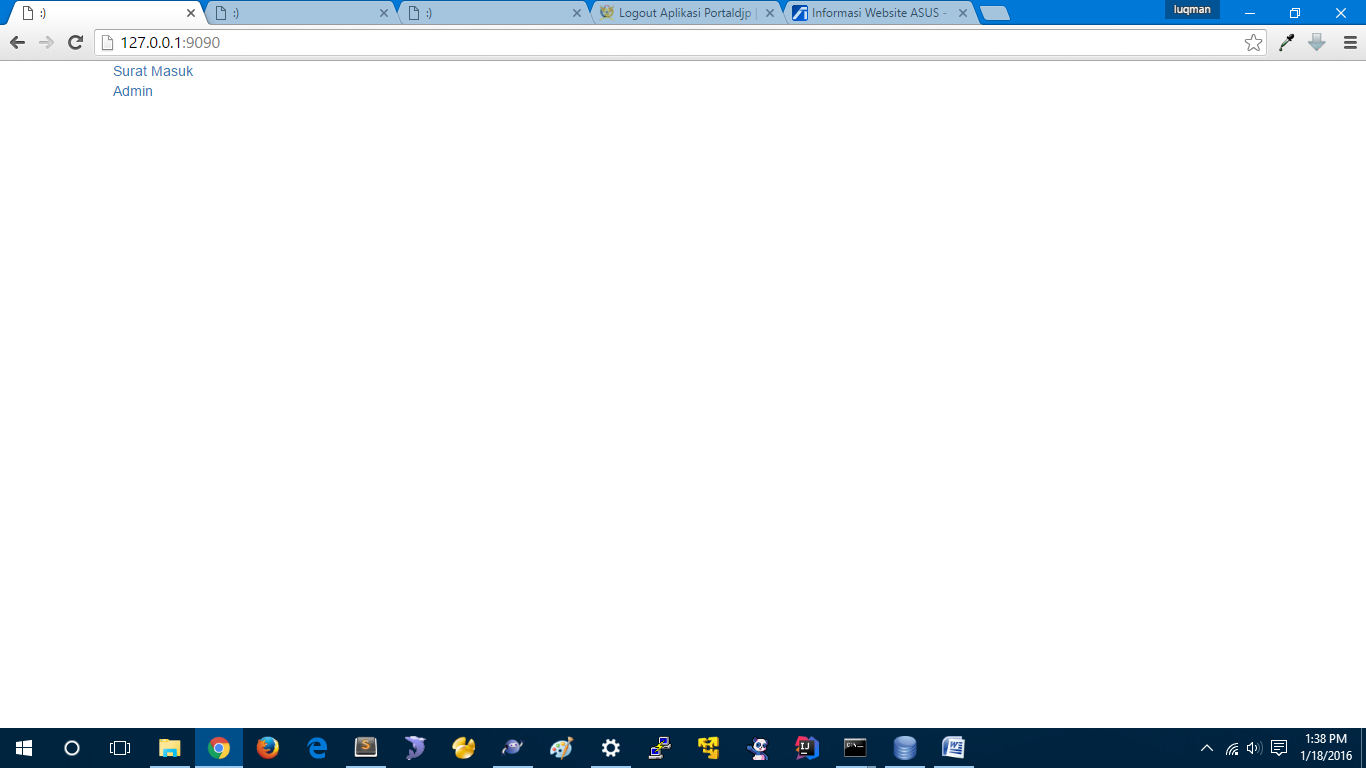 :) :) :) Logout Aplikasi Portaldjp | Informasi Website ASUS - luqman
127.0.0.1:9090
Surat Masuk
Admin
1:38 PM
1/18/2016